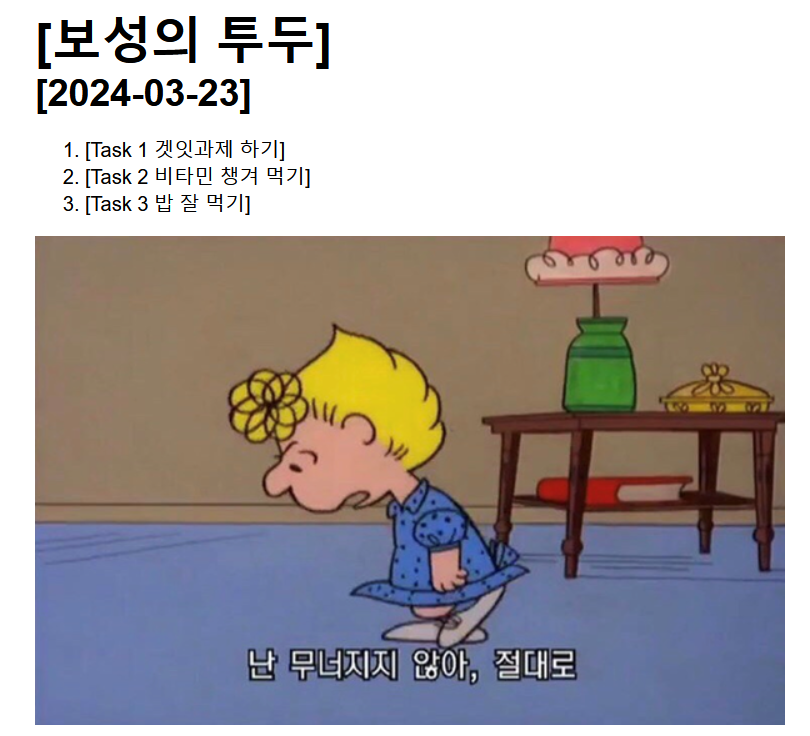 [보성의 투두]
[2024-03-23]
1. [Task 1 겟잇과제 하기]
2. [Task 2 비타민 챙겨 먹기]
3. [Task 3 밥 잘 먹기]
난 무너지지 않아, 절대로